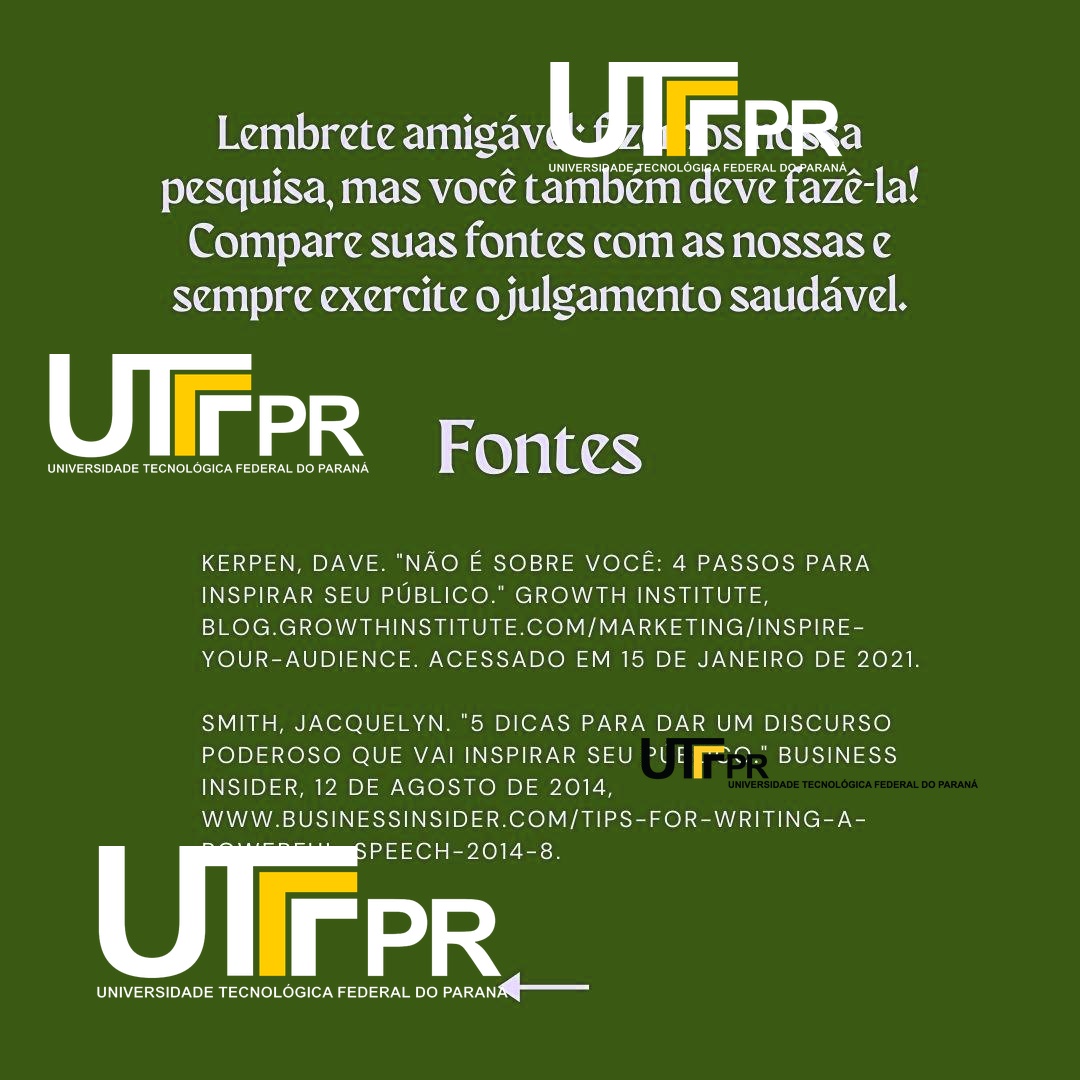 UTFPR
UNIVERSIDADE TECNOLÓGICA FEDERAL DO PARANÁ
Lembrete amigável: fizemos nossa
pesquisa, mas você também deve fazê-la!
Compare suas fontes com as nossas e
sempre exercite o julgamento saudável.
UTFPR
UNIVERSIDADE TECNOLÓGICA FEDERAL DO PARANÁ
Fontes
KERPEN, DAVE. "NÃO É SOBRE VOCÊ: 4 PASSOS PARA
INSPIRAR SEU PÚBLICO." GROWTH INSTITUTE,
BLOG.GROWTHINSTITUTE.COM/MARKETING/INSPIRE-
YOUR-AUDIENCE. ACESSADO EM 15 DE JANEIRO DE 2021.
SMITH, JACQUELYN. "5 DICAS PARA DAR UM DISCURSO
PODEROSO QUE VAI INSPIRAR SEU PÚBLICO." BUSINESS
UTFPR
UNIVERSIDADE TECNOLÓGICA FEDERAL DO PARANÁ
INSIDER, 12 DE AGOSTO DE 2014,
WWW.BUSINESSINSIDER.COM/TIPS-FOR-WRITING-A-
POWERFUL-SPEECH-2014-8.
UTFPR
UNIVERSIDADE TECNOLÓGICA FEDERAL DO PARANÁ